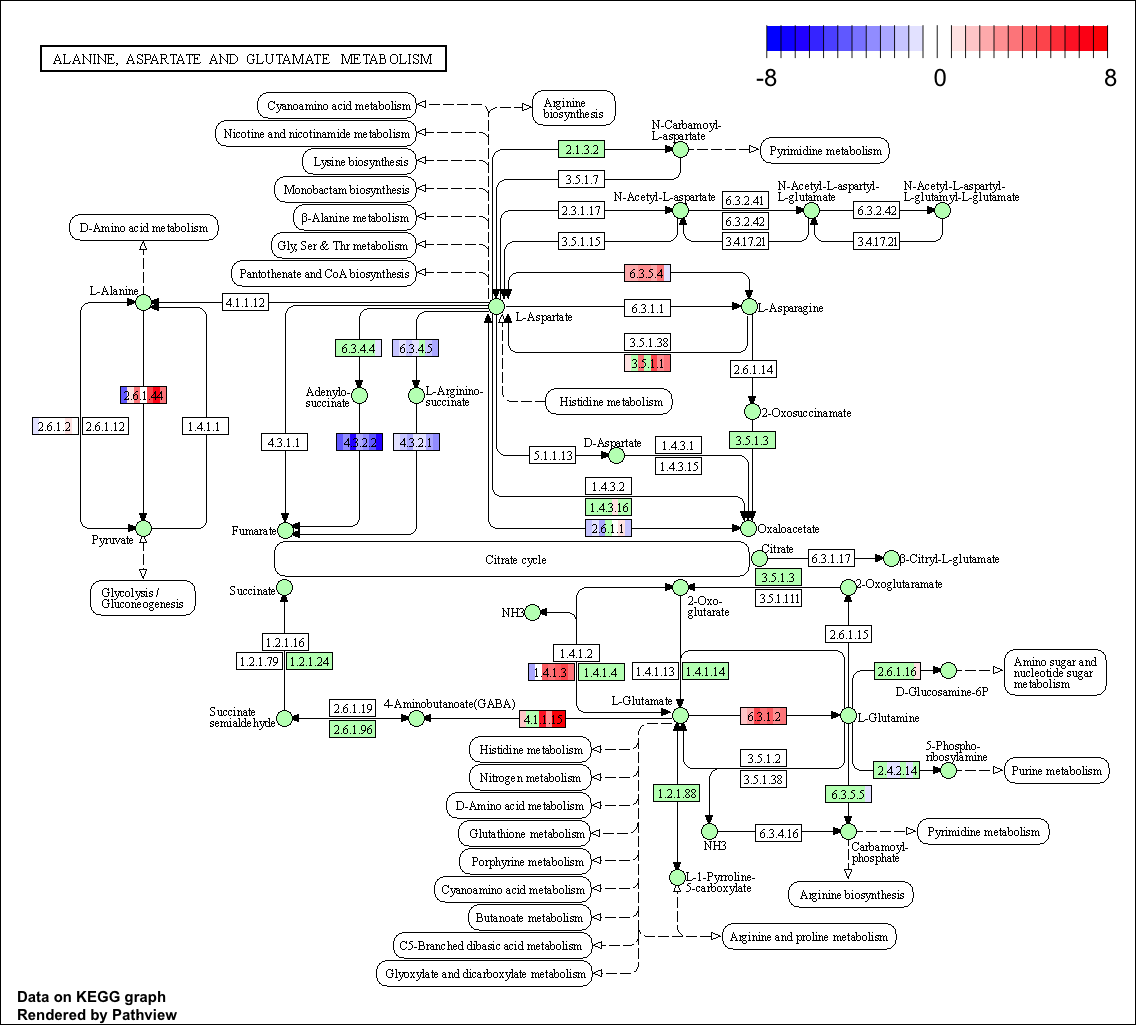 ALANINE, ASPARTATE AND GLUTAMATE METABOLISM
-8
0
8
Cyanoamino acid metabolism
Arginine
biosynthesis
Nicotine and nicotinamide metabolism
N-Carbamoyl-
L-aspartate
Lysine biosynthesis
2.1.3.2
Pyrimidine metabolism
Monobactam biosynthesis
3.5.1.7
β-Alanine metabolism
N-Acetyl-L-aspartate
2.3.1.17
6.3.2.41
6.3.2.42
N-Acetyl-L-aspartyl-
L-glutamate
6.3.2.42
N-Acetyl-L-aspartyl-
L-glutamyl-L-glutamate
D-Amino acid metabolism
Gly, Ser & Thr metabolism
3.5.1.15
3.4.17.21
3.4.17.21
Pantothenate and CoA biosynthesis
6.3.5.4
L-Alanine
4.1.1.12
L-Aspartate
6.3.1.1
L-Asparagine
6.3.4.4
6.3.4.5
3.5.1.38
3.5.1.1
2.6.1.14
2.6.1.44
Adenylo-
succinate
L-Arginino-
succinate
Histidine metabolism
2-Oxosuccinamate
2.6.1.2
2.6.1.12
1.4.1.1
4.3.1.1
4.3.2.2
4.3.2.1
D-Aspartate
5.1.1.13
1.4.3.1
1.4.3.15
3.5.1.3
1.4.3.2
1.4.3.16
2.6.1.1
Pyruvate
Fumarate
Oxaloacetate
Citrate cycle
Citrate
6.3.1.17
β-Citryl-L-glutamate
Glycolysis /
Gluconeogenesis
Succinate
2-Oxo-
glutarate
3.5.1.3
3.5.1.111
2-Oxoglutaramate
NH3
1.2.1.16
1.2.1.79
1.2.1.24
1.4.1.2
1.4.1.3
1.4.1.4
1.4.1.13
1.4.1.14
2.6.1.15
2.6.1.16
D-Glucosamine-6P
Amino sugar and
nucleotide sugar
metabolism
Succinate
semialdehyde
2.6.1.19
2.6.1.96
4-Aminobutanoate(GABA)
4.1.1.15
L-Glutamate
6.3.1.2
L-Glutamine
Histidine metabolism
3.5.1.2
3.5.1.38
5-Phospho-
ribosylamine
2.4.2.14
Purine metabolism
Nitrogen metabolism
D-Amino acid metabolism
1.2.1.88
6.3.5.5
Glutathione metabolism
NH3
6.3.4.16
Carbamoyl-
phosphate
Pyrimidine metabolism
Porphyrine metabolism
Cyanoamino acid metabolism
L-1-Pyrroline-
5-carboxylate
Arginine biosynthesis
Butanoate metabolism
C5-Branched dibasic acid metabolism
Arginine and proline metabolism
Glyoxylate and dicarboxylate metabolism
Data on KEGG graph
Rendered by Pathview